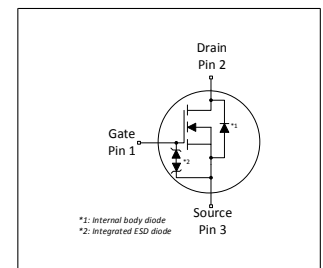 Drain
Pin 2
*1
Gate
Pin 1
*2
*1: Internal body diode
*2: Integrated ESD diode
Source
Pin 3